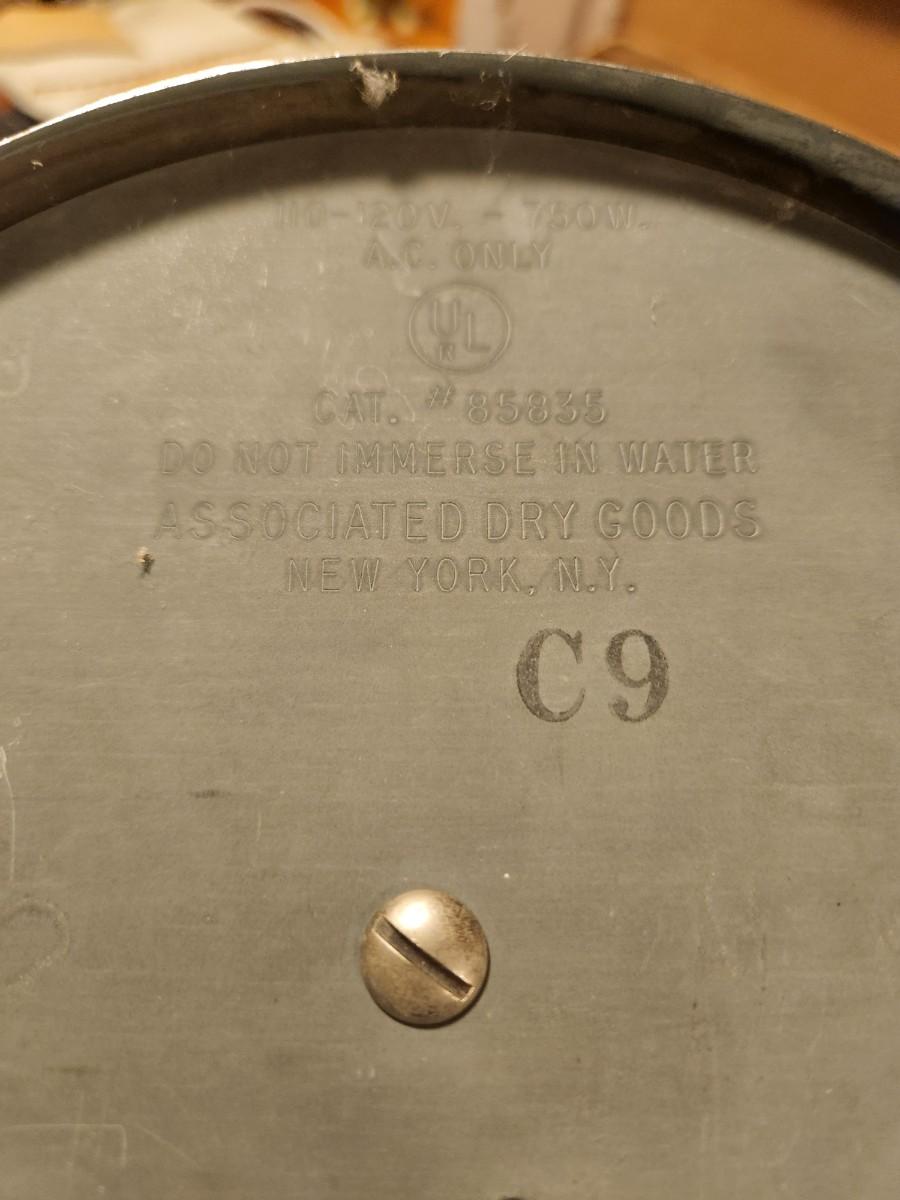 110-120V. - 750W.
A.C. ONLY
UL
R
CAT. #85835
DO NOT IMMERSE IN WATER
ASSOCIATED DRY GOODS
NEW YORK, N.Y.
C9